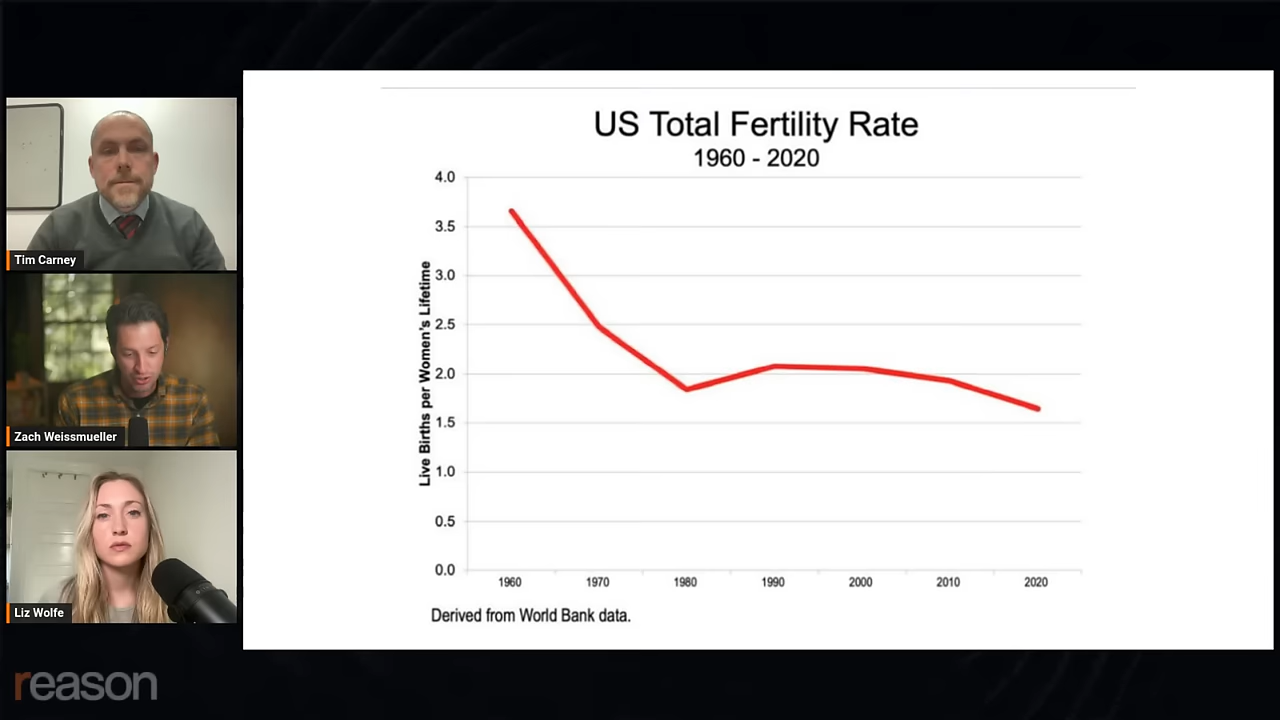 Tim Carney
Zach Weissmueller
Liz Wolfe
reason
US Total Fertility Rate
1960 - 2020
Live Births per Women's Lifetime
4.0
3.5
3.0
2.5
2.0
1.5
1.0
0.5
0.0
1960 1970 1980 1990 2000 2010 2020
Derived from World Bank data.